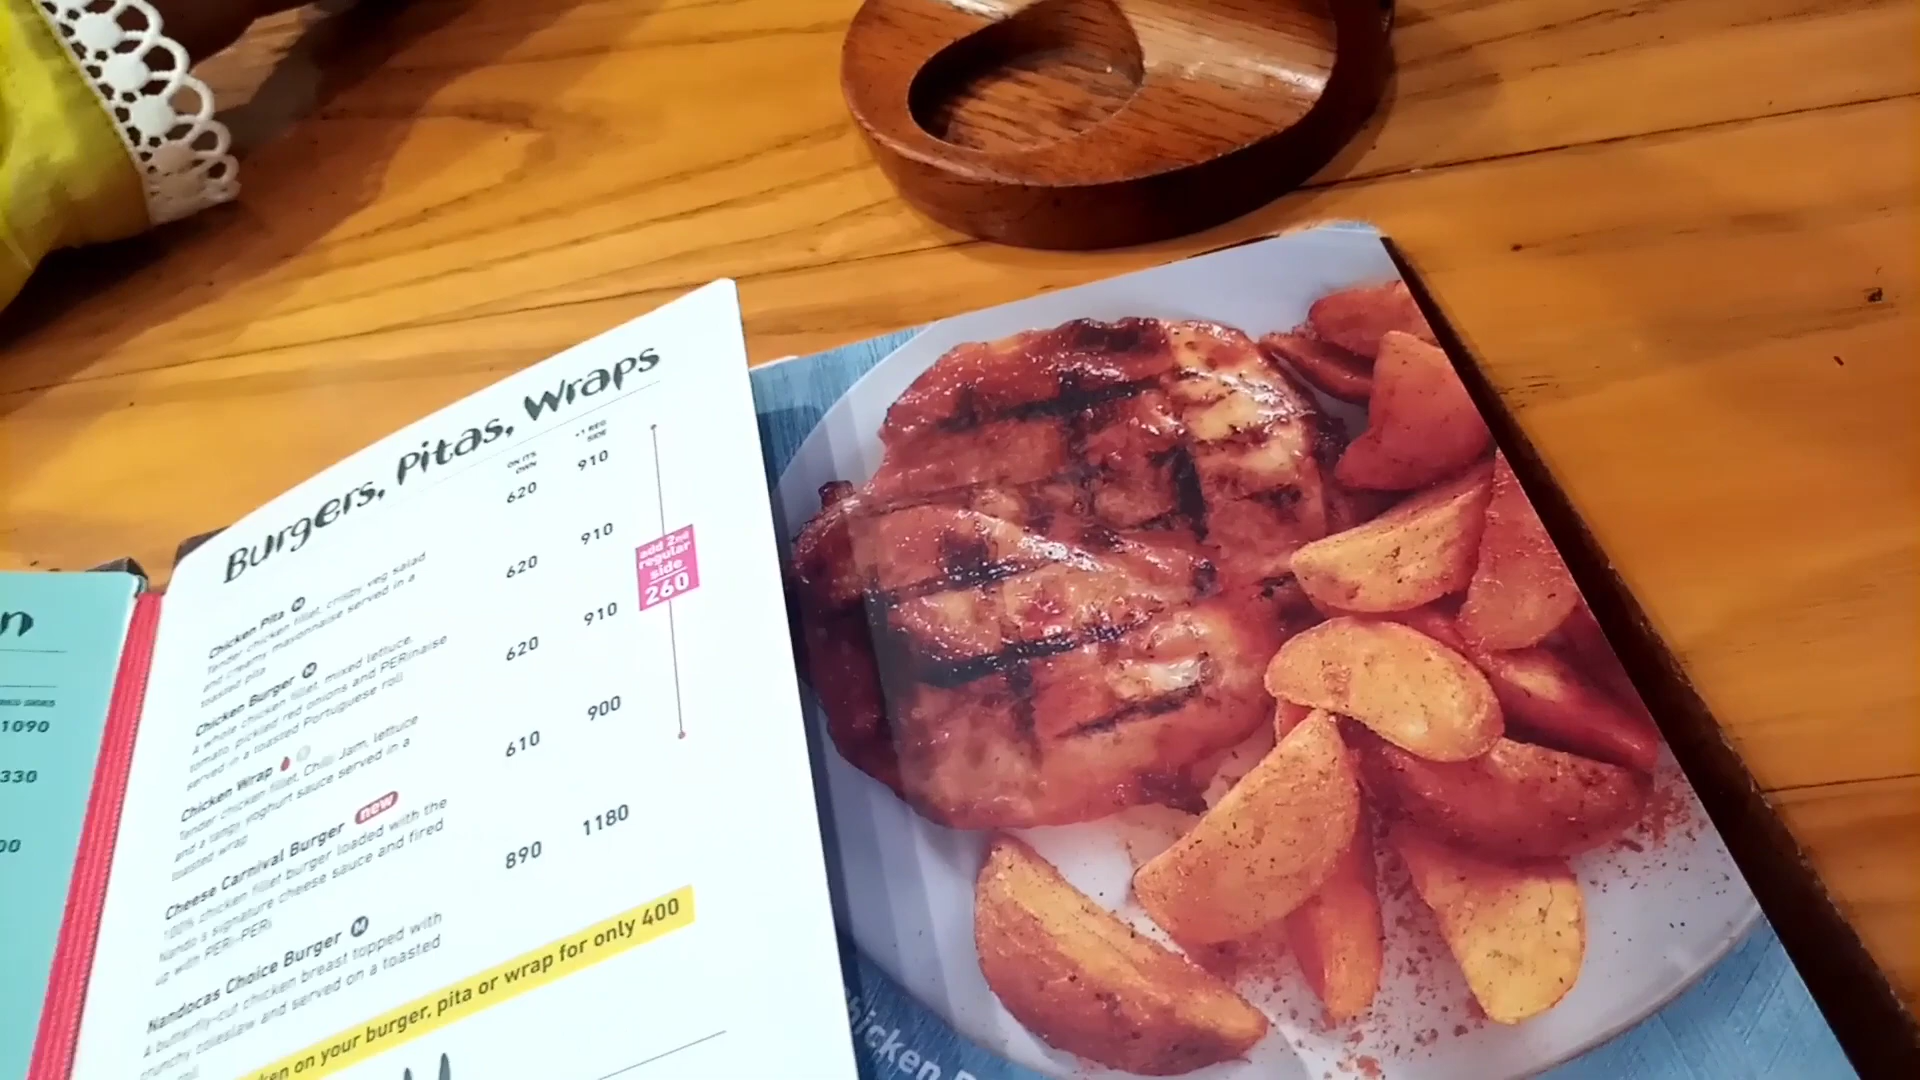 Burgers, Pitas, Wraps
ON ITS
OWN
+1 REG
SIDE
Chicken Pita M
620 910
Tender chicken fillet, crispy veg salad
and creamy mayonnaise served in a
toasted pita
Chicken Burger M
620 910
A whole chicken fillet, mixed lettuce,
tomato, pickled red onions and PERinaise
served in a toasted Portuguese roll
Chicken Wrap
620 910
Tender chicken fillet, Chilli Jam, lettuce
and a tangy yoghurt sauce served in a
toasted wrap
Cheese Carnival Burger new
610 900
100% chicken fillet burger loaded with the
Nando's signature cheese sauce and fired
up with PERi-PERi
Nandocas Choice Burger M
890 1180
A butterfly-cut chicken breast topped with
crunchy coleslaw and served on a toasted
add 2nd
regular
side
260
on your burger, pita or wrap for only 400
n
1090
330
00
hicken